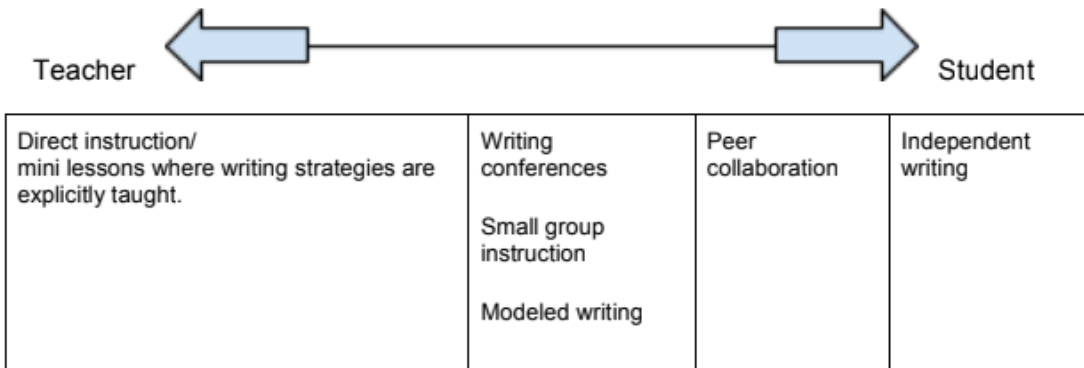 Teacher
Student
Direct instruction/
mini lessons where writing strategies are
explicitly taught.
Writing
conferences
Small group
instruction
Modeled writing
Peer
collaboration
Independent
writing